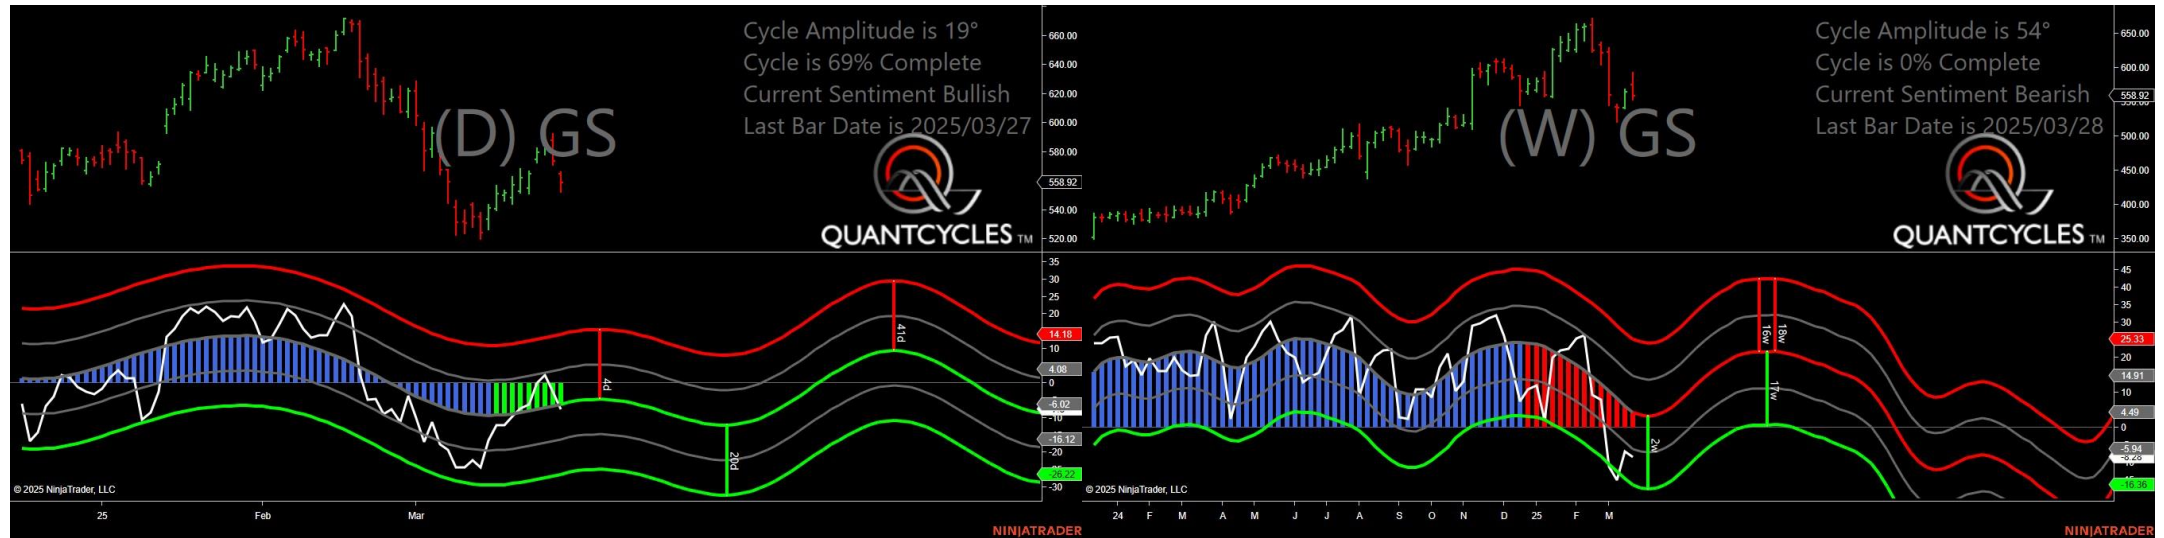 Cycle Amplitude is 19°
Cycle is 69% Complete
Current Sentiment Bullish
Last Bar Date is 2025/03/27
(D) GS
QUANTCYCLES TM
660.00
640.00
620.00
600.00
580.00
558.92
540.00
520.00
35
30
25
20
14.18
10
4.08
0
-6.02
-10
-16.12
-26.22
-30
41d
4d
20d
© 2025 NinjaTrader, LLC
25 Feb Mar
NINJATRADER
Cycle Amplitude is 54°
Cycle is 0% Complete
Current Sentiment Bearish
Last Bar Date is 2025/03/28
(W) GS
QUANTCYCLES TM
650.00
600.00
558.92
500.00
450.00
400.00
350.00
45
40
35
30
25.33
20
14.91
10
4.49
0
-5.94
-8.28
-16.36
16w
18w
17w
2w
© 2025 NinjaTrader, LLC
24 F M A M J J A S O N D 25 F M
NINJATRADER